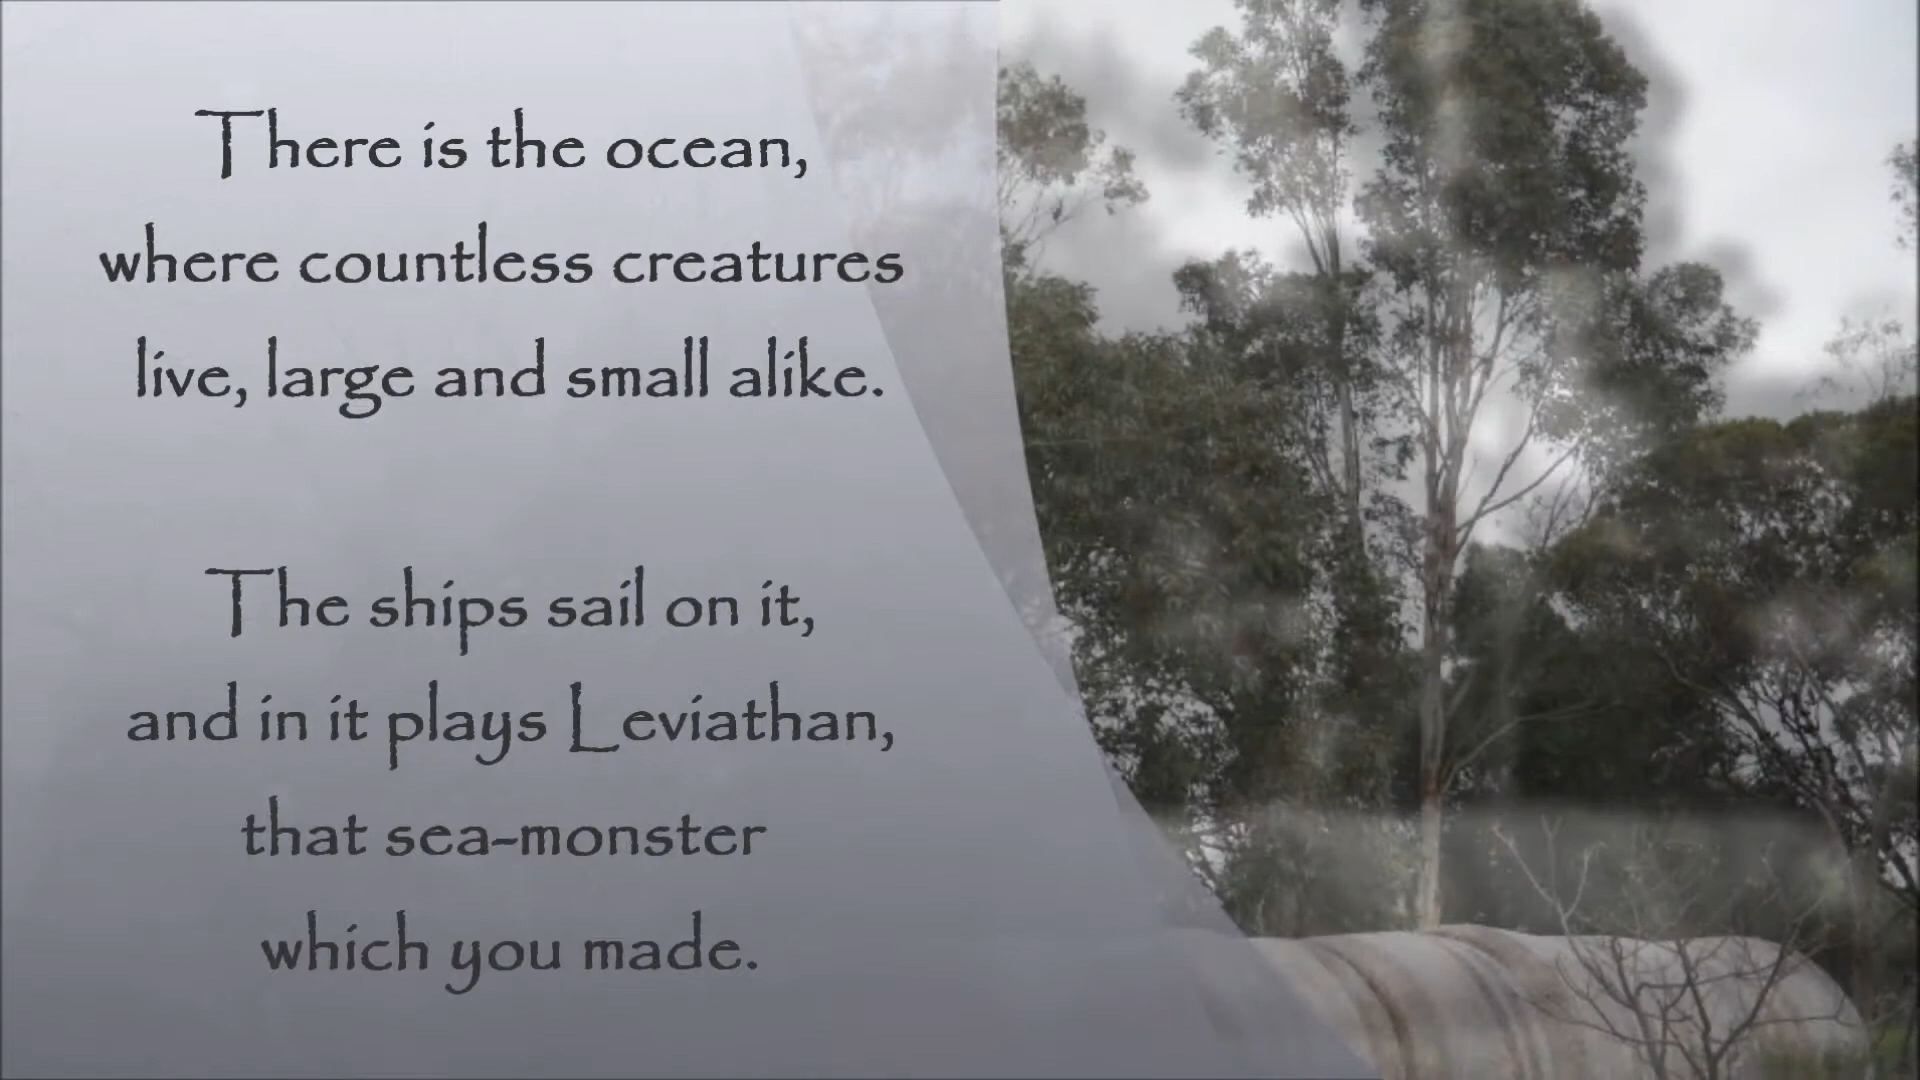 There is the ocean,
where countless creatures
live, large and small alike.
The ships sail on it,
and in it plays Leviathan,
that sea-monster
which you made.